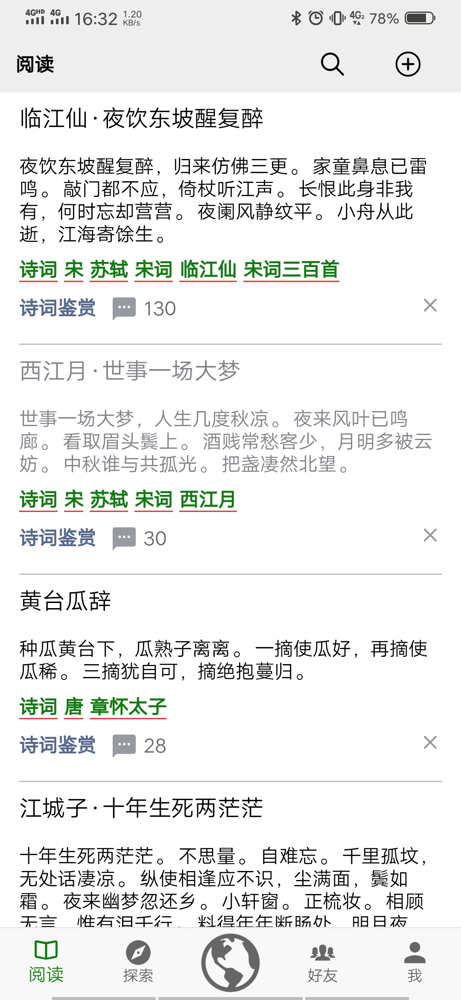 4GHD 4G 16:32 1.20 KB/s 4G2 78%
阅读
临江仙·夜饮东坡醒复醉
夜饮东坡醒复醉，归来仿佛三更。家童鼻息已雷
鸣。敲门都不应，倚杖听江声。长恨此身非我
有，何时忘却营营。夜阑风静纹平。小舟从此
逝，江海寄馀生。
诗词 宋 苏轼 宋词 临江仙 宋词三百首
诗词鉴赏 130
西江月·世事一场大梦
世事一场大梦，人生几度秋凉。夜来风叶已鸣
廊。看取眉头鬓上。酒贱常愁客少，月明多被云
妨。中秋谁与共孤光。把盏凄然北望。
诗词 宋 苏轼 宋词 西江月
诗词鉴赏 30
黄台瓜辞
种瓜黄台下，瓜熟子离离。一摘使瓜好，再摘使
瓜稀。三摘犹自可，摘绝抱蔓归。
诗词 唐 章怀太子
诗词鉴赏 28
江城子·十年生死两茫茫
十年生死两茫茫。不思量。自难忘。千里孤坟，
无处话凄凉。纵使相逢应不识，尘满面，鬓如
霜。夜来幽梦忽还乡。小轩窗。正梳妆。相顾
无言，惟有泪千行。料得年年断肠处，明月夜
阅读 探索 好友 我